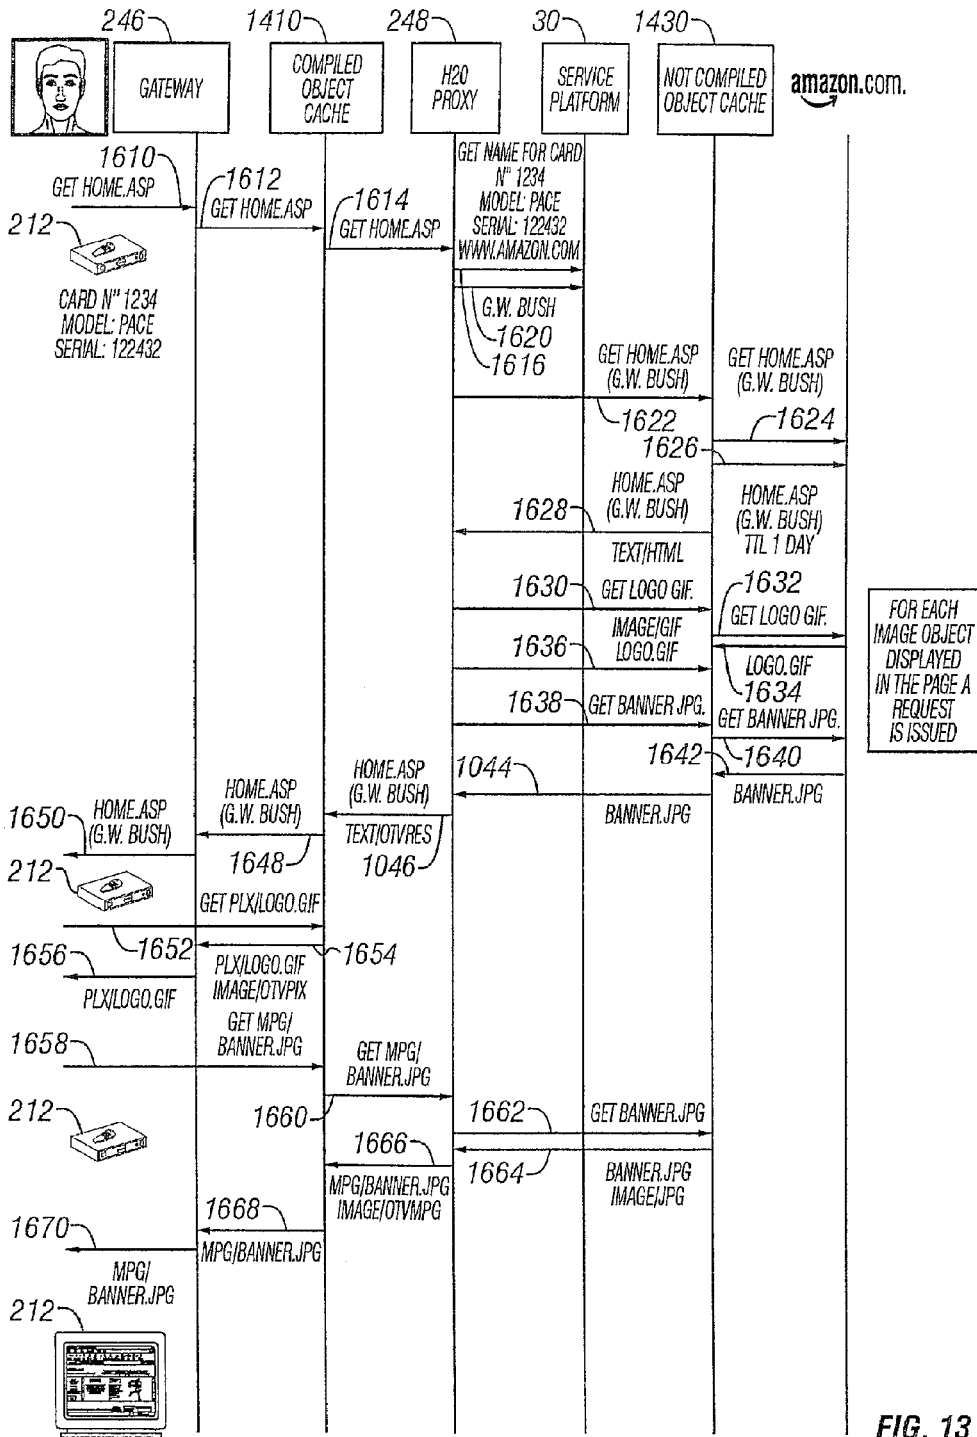 246
1410
248
30
1430
GATEWAY
COMPILED
OBJECT
CACHE
H20
PROXY
SERVICE
PLATFORM
NOT COMPILED
OBJECT CACHE
amazon.com.
1610
GET HOME.ASP
1612
GET HOME.ASP
1614
GET HOME.ASP
GET NAME FOR CARD
N" 1234
MODEL: PACE
SERIAL: 122432
WWW.AMAZON.COM
212
CARD N" 1234
MODEL: PACE
SERIAL: 122432
G.W. BUSH
1620
1616
GET HOME.ASP
(G.W. BUSH)
1622
GET HOME.ASP
(G.W. BUSH)
1624
1626
HOME.ASP
(G.W. BUSH)
1628
TEXT/HTML
HOME.ASP
(G.W. BUSH)
TTL 1 DAY
1630
GET LOGO GIF.
1632
GET LOGO GIF.
IMAGE/GIF
LOGO.GIF
1636
LOGO.GIF
1634
1638
GET BANNER JPG.
GET BANNER JPG.
1640
1642
BANNER.JPG
FOR EACH
IMAGE OBJECT
DISPLAYED
IN THE PAGE A
REQUEST
IS ISSUED
1044
BANNER.JPG
HOME.ASP
(G.W. BUSH)
TEXT/OTVRES
1046
HOME.ASP
(G.W. BUSH)
1648
1650
HOME.ASP
(G.W. BUSH)
212
GET PLX/LOGO.GIF
1652
1654
PLX/LOGO.GIF
IMAGE/OTVPIX
1656
PLX/LOGO.GIF
GET MPG/
BANNER.JPG
1658
GET MPG/
BANNER.JPG
1660
212
1662
GET BANNER.JPG
1664
BANNER.JPG
IMAGE/JPG
1666
MPG/BANNER.JPG
IMAGE/OTVMPG
1668
MPG/BANNER.JPG
1670
MPG/
BANNER.JPG
212
FIG. 13